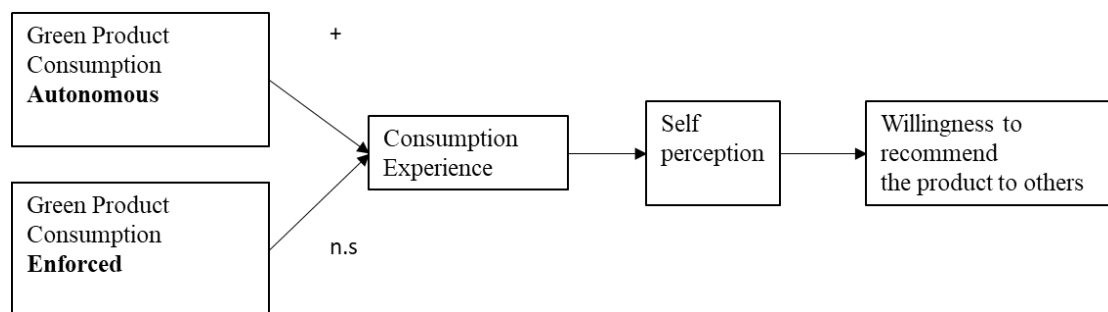 Green Product
Consumption
Autonomous
+
Green Product
Consumption
Enforced
n.s
Consumption
Experience
Self
perception
Willingness to
recommend
the product to others